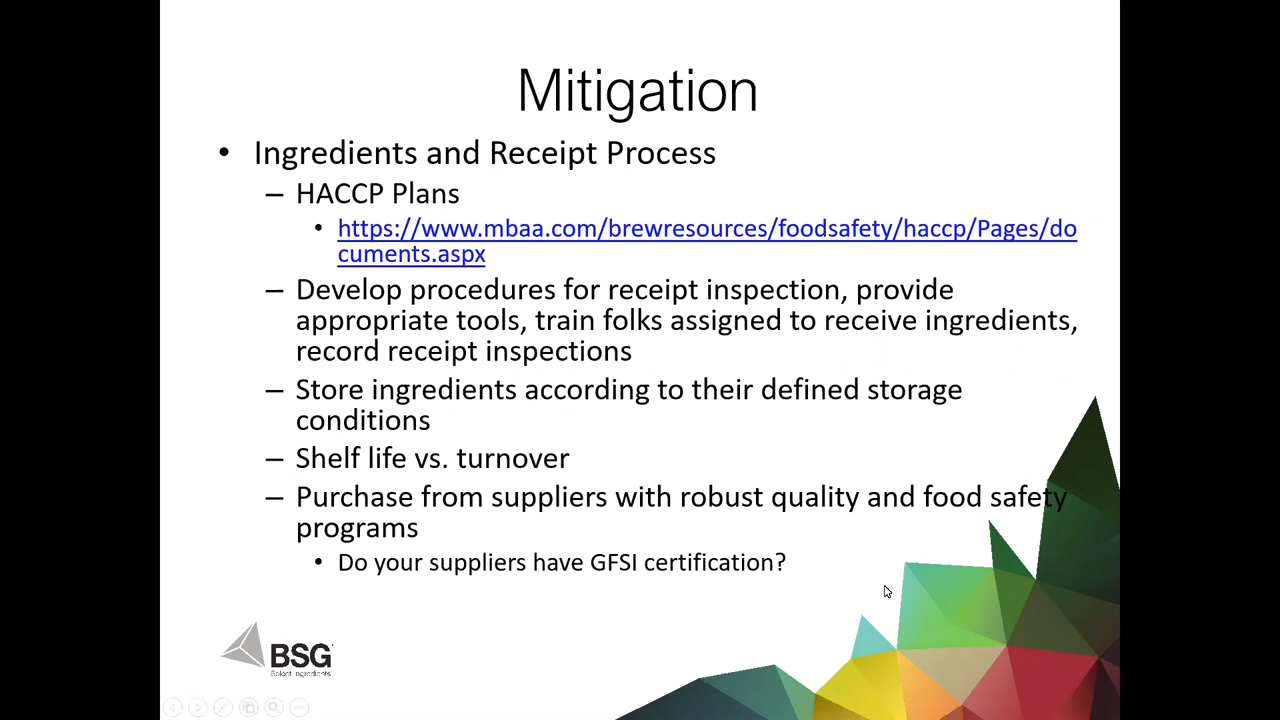 Mitigation
• Ingredients and Receipt Process
– HACCP Plans
• https://www.mbaa.com/brewresources/foodsafety/haccp/Pages/do
cuments.aspx
– Develop procedures for receipt inspection, provide
appropriate tools, train folks assigned to receive ingredients,
record receipt inspections
– Store ingredients according to their defined storage
conditions
– Shelf life vs. turnover
– Purchase from suppliers with robust quality and food safety
programs
• Do your suppliers have GFSI certification?
BSG
Select Ingredients